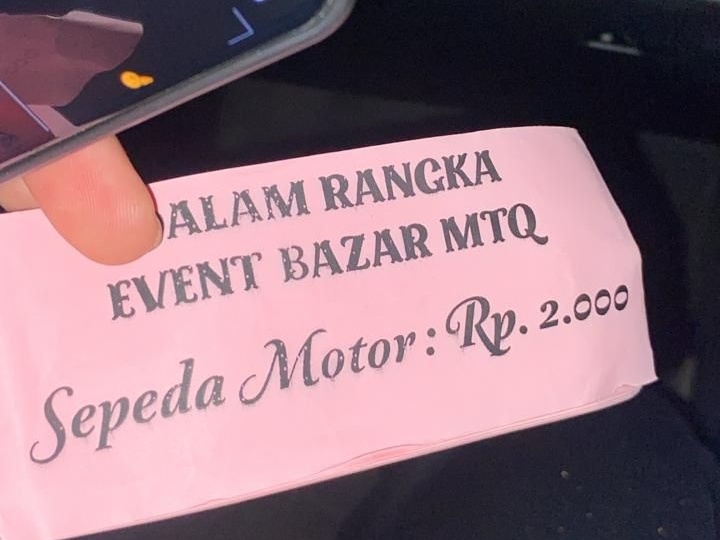 ALAM RANGKA
EVENT BAZAR MTQ
Sepeda Motor : Rp. 2.000